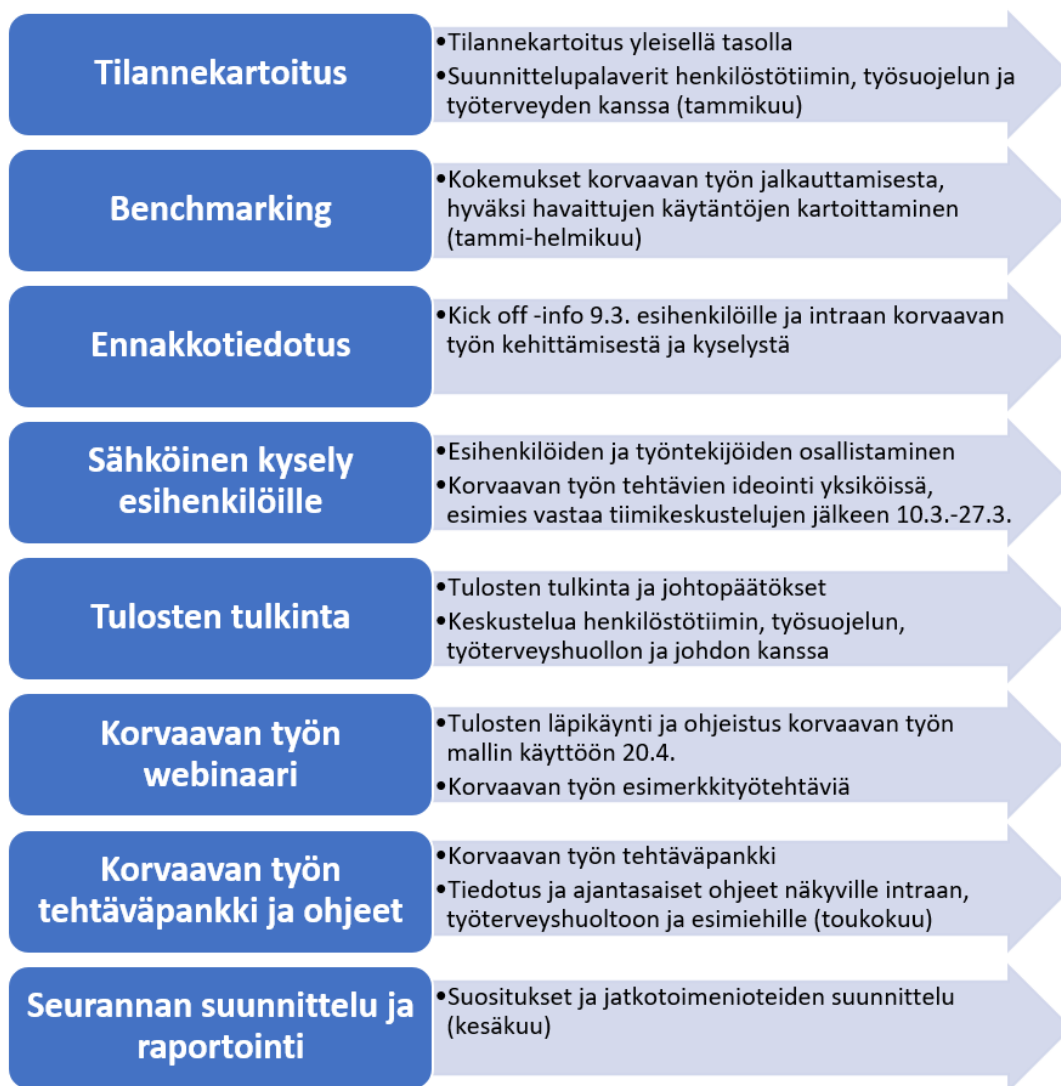 Tilannekartoitus
•Tilannekartoitus yleisellä tasolla
•Suunnittelupalaverit henkilöstötiimin, työsuojelun ja
työterveyden kanssa (tammikuu)
Benchmarking
•Kokemukset korvaavan työn jalkauttamisesta,
hyväksi havaittujen käytäntöjen kartoittaminen
(tammi-helmikuu)
Ennakkotiedotus
•Kick off -info 9.3. esihenkilöille ja intraan korvaavan
työn kehittämisestä ja kyselystä
Sähköinen kysely
esihenkilöille
•Esihenkilöiden ja työntekijöiden osallistaminen
•Korvaavan työn tehtävien ideointi yksiköissä,
esimies vastaa tiimikeskustelujen jälkeen 10.3.-27.3.
Tulosten tulkinta
•Tulosten tulkinta ja johtopäätökset
•Keskustelua henkilöstötiimin, työsuojelun,
työterveyshuollon ja johdon kanssa
Korvaavan työn
webinaari
•Tulosten läpikäynti ja ohjeistus korvaavan työn
mallin käyttöön 20.4.
•Korvaavan työn esimerkkityötehtäviä
Korvaavan työn
tehtäväpankki ja ohjeet
•Korvaavan työn tehtäväpankki
•Tiedotus ja ajantasaiset ohjeet näkyville intraan,
työterveyshuoltoon ja esimiehille (toukokuu)
Seurannan suunnittelu ja
raportointi
•Suositukset ja jatkotoimenioteiden suunnittelu
(kesäkuu)